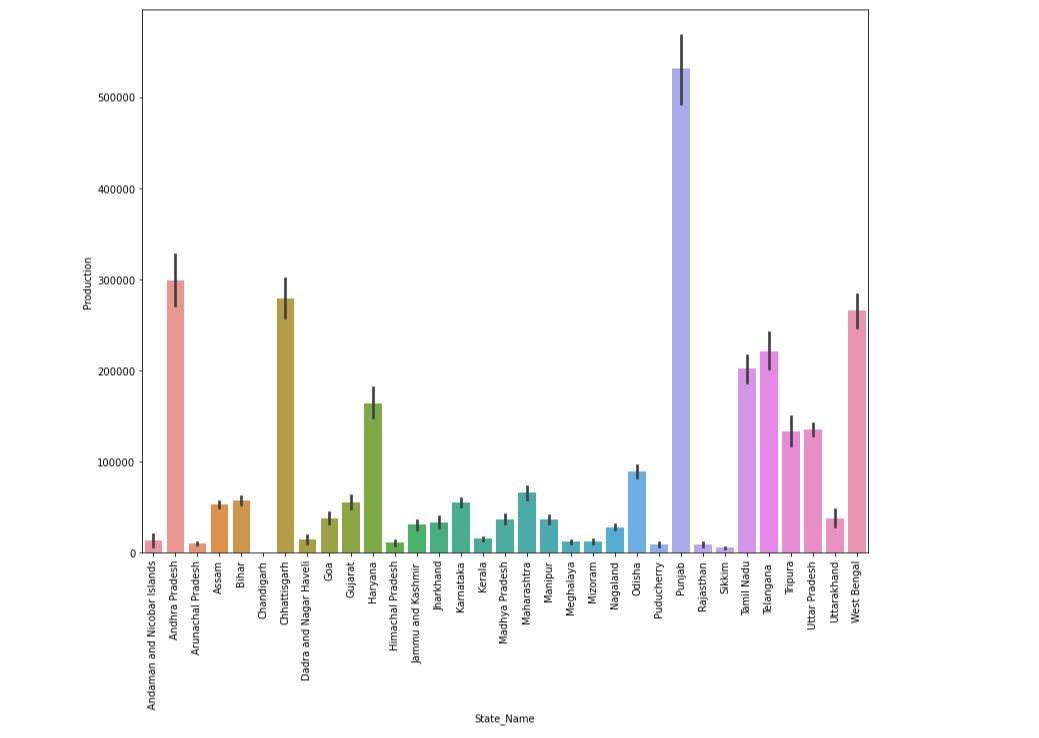 500000
400000
300000
200000
100000
0
Production
Andaman and Nicobar Islands
Andhra Pradesh
Arunachal Pradesh
Assam
Bihar
Chandigarh
Chhattisgarh
Dadra and Nagar Haveli
Goa
Gujarat
Haryana
Himachal Pradesh
Jammu and Kashmir
Jharkhand
Karnataka
Kerala
Madhya Pradesh
Maharashtra
Manipur
Meghalaya
Mizoram
Nagaland
Odisha
Puducherry
Punjab
Rajasthan
Sikkim
Tamil Nadu
Telangana
Tripura
Uttar Pradesh
Uttarakhand
West Bengal
State_Name